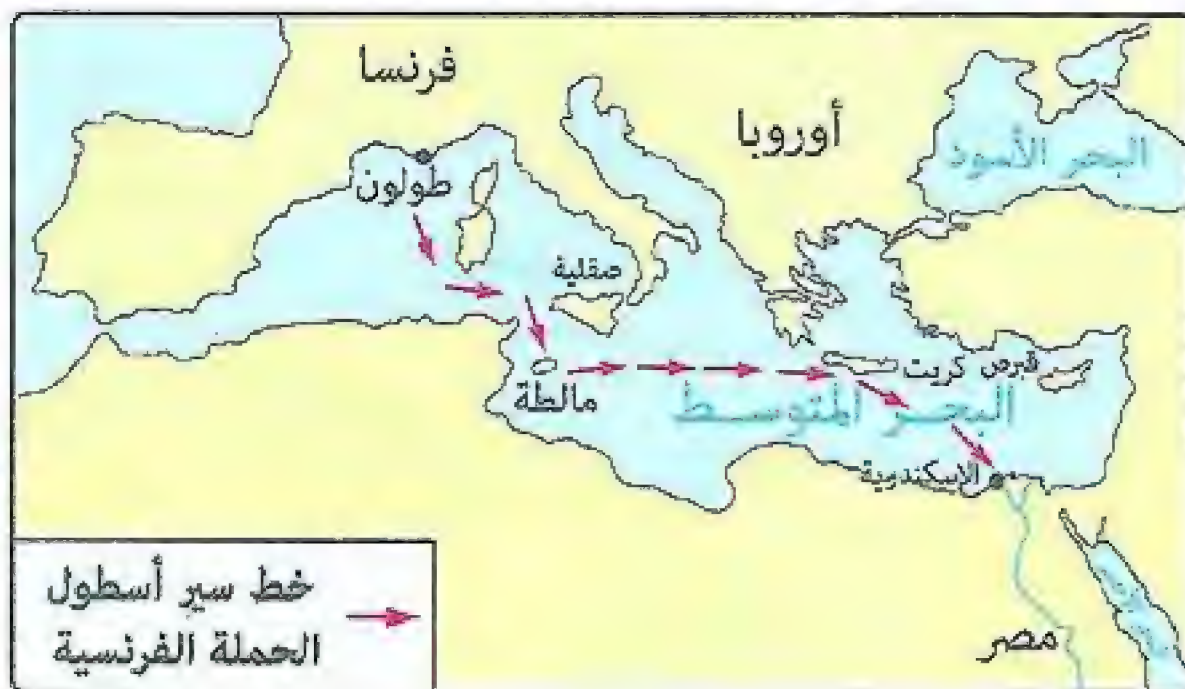 فرنسا
أوروبا
البحر الأسود
طولون
صقلية
قبرص
كريت
مالطة
البحر المتوسط
الإسكندرية
مصر
خط سير أسطول
الحملة الفرنسية